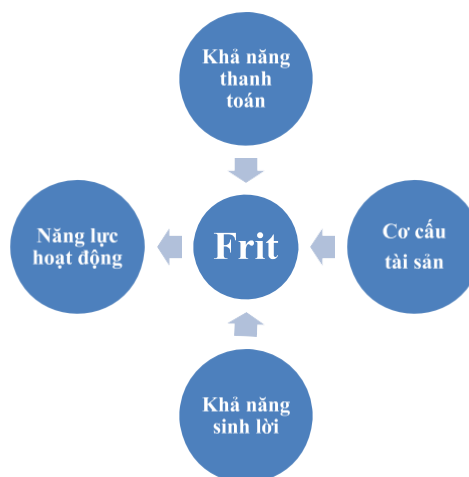 Khả năng
thanh
toán
Năng lực
hoạt động
Frit
Cơ cấu
tài sản
Khả năng
sinh lời